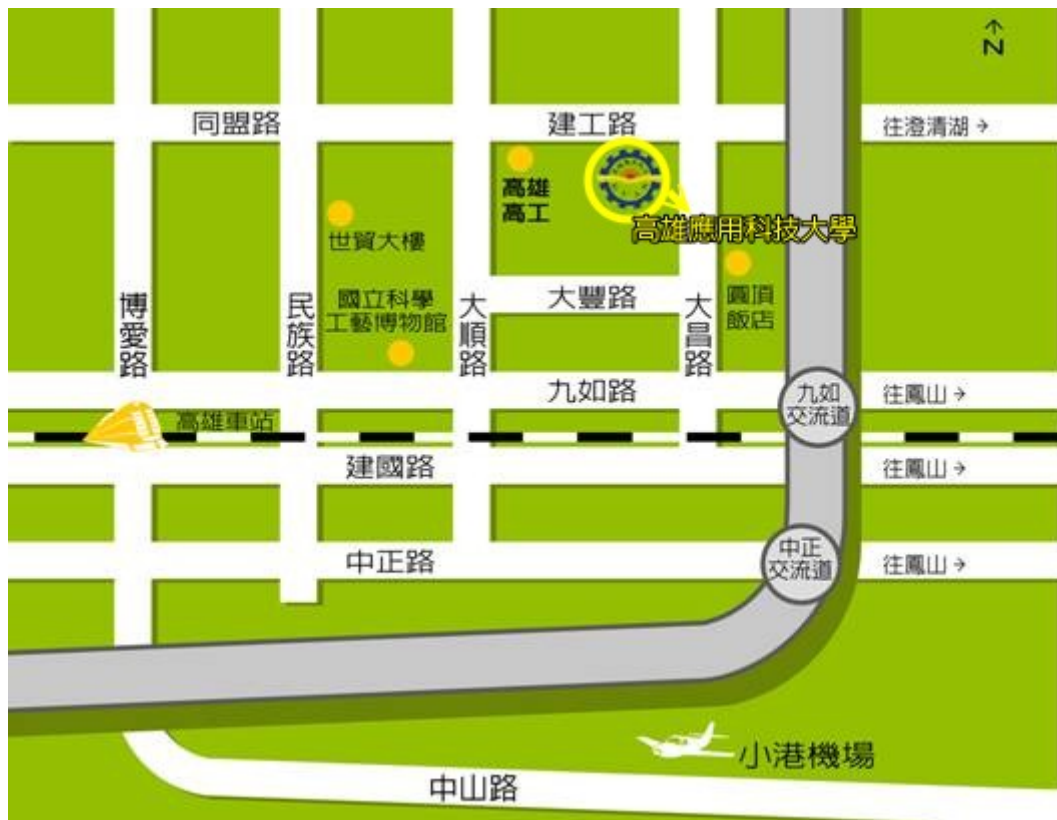 N
同盟路
建工路
往澄清湖
高雄
高工
高雄應用科技大學
世貿大樓
國立科學
工藝博物館
大豐路
圓頂
飯店
博愛路
民族路
大順路
大昌路
九如路
九如
交流道
往鳳山
高雄車站
建國路
往鳳山
中正路
中正
交流道
往鳳山
小港機場
中山路